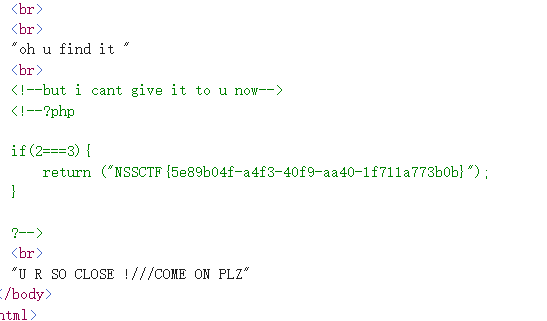 <br>
<br>
"oh u find it "
<br>
<!--but i cant give it to u now-->
<!--?php
if(2===3){
return ("NSSCTF{5e89b04f-a4f3-40f9-aa40-1f711a773b0b}");
}
?-->
<br>
"U R SO CLOSE !///COME ON PLZ"
</body>
html>